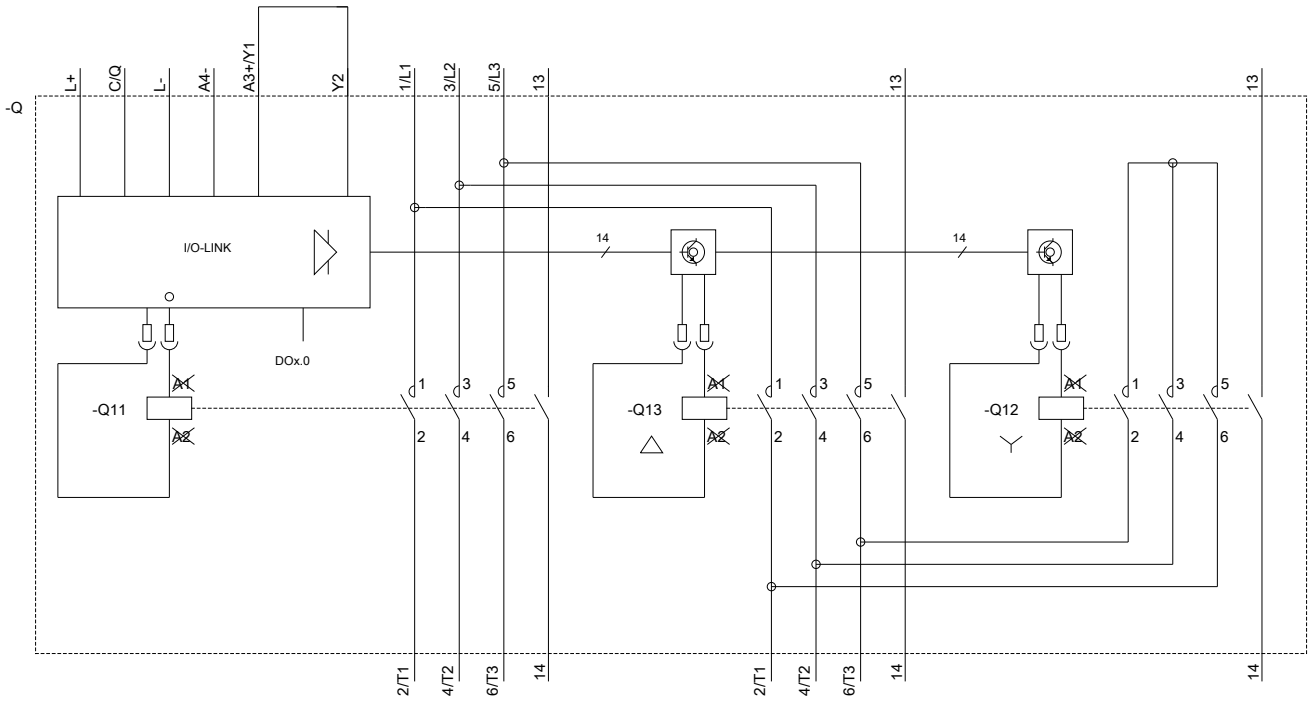 L+ C/Q L- A4- A3+/Y1 Y2 1/L1 3/L2 5/L3 13 13 13
-Q
I/O-LINK 14 14
DOx.0
A1 1 3 5 A1 1 3 5 A1 1 3 5
-Q11 -Q13 -Q12
A2 2 4 6 A2 2 4 6 A2 2 4 6
2/T1 4/T2 6/T3 14 2/T1 4/T2 6/T3 14 14